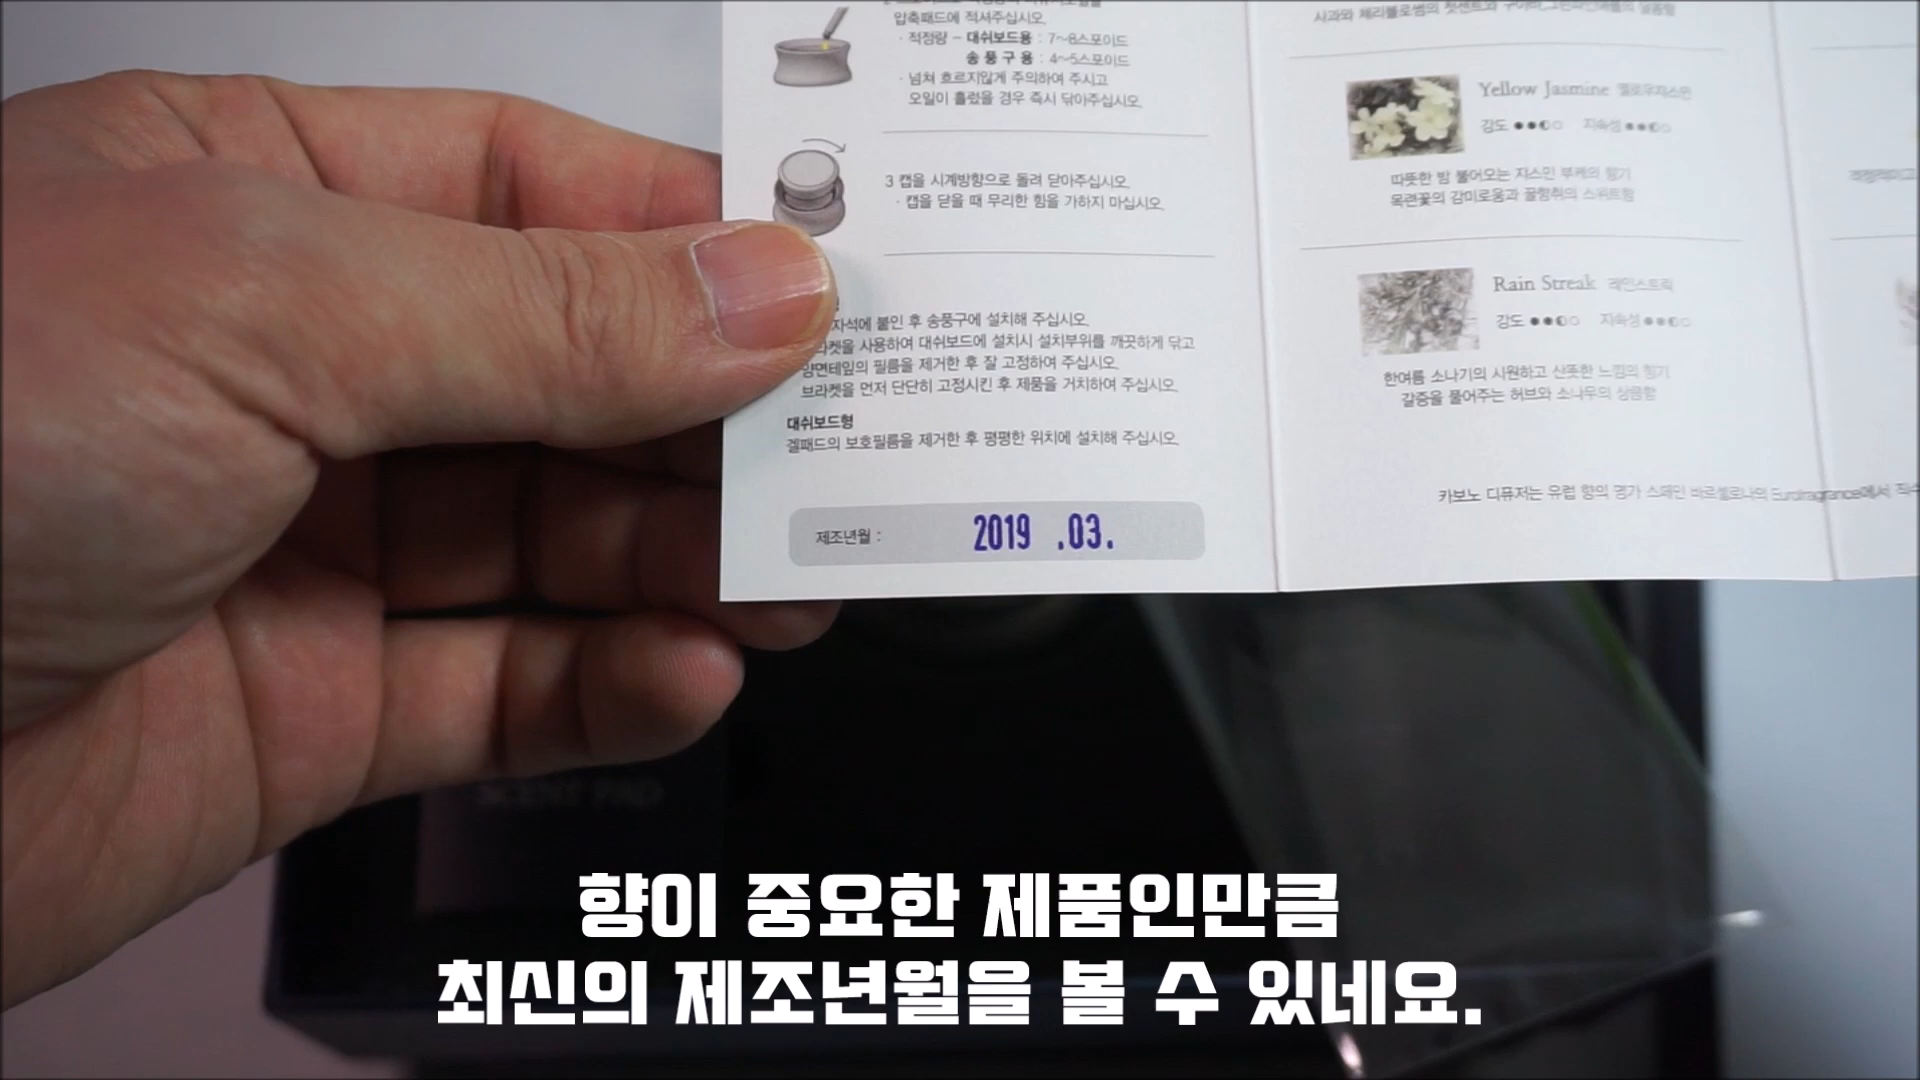 압축패드에 적셔주십시오.
· 적정량 - 대쉬보드용 : 7~8스포이드
송 풍 구 용 : 4~5스포이드
· 넘쳐 흐르지않게 주의하여 주시고
오일이 흘렀을 경우 즉시 닦아주십시오.
3 캡을 시계방향으로 돌려 닫아주십시오.
· 캡을 닫을 때 무리한 힘을 가하지 마십시오.
자석에 붙인 후 송풍구에 설치해 주십시오.
사용하여 대쉬보드에 설치시 설치부위를 깨끗하게 닦고
양면테잎의 필름을 제거한 후 잘 고정하여 주십시오.
브라켓을 먼저 단단히 고정시킨 후 제품을 거치하여 주십시오.
대쉬보드형
겔패드의 보호필름을 제거한 후 평평한 위치에 설치해 주십시오.
제조년월 : 2019 .03.
Yellow Jasmine 옐로우쟈스민
강도 지속성
따뜻한 밤 불어오는 쟈스민 부케의 향기
목련꽃의 감미로움과 꿀향취의 스위트함
Rain Streak 레인스트릭
강도 지속성
한여름 소나기의 시원하고 산뜻한 느낌의 향기
갈증을 풀어주는 허브와 소나무의 상큼함
카보노 디퓨저는 유럽 향의 명가 스페인 바르셀로나의 Eurofragrance에서
SCENT PAD
향이 중요한 제품인만큼
최신의 제조년월을 볼 수 있네요.